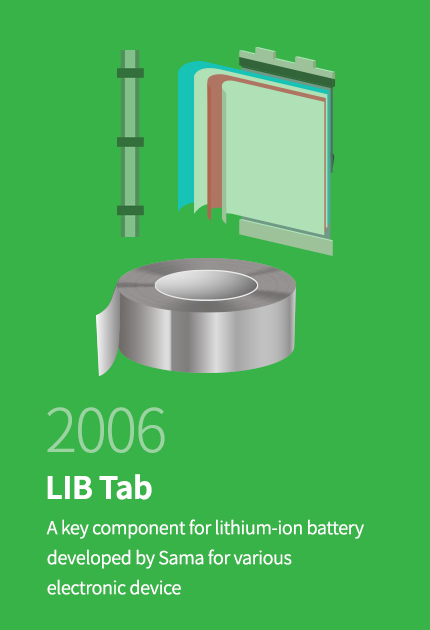 2006
LIB Tab
A key component for lithium-ion battery
developed by Sama for various
electronic device